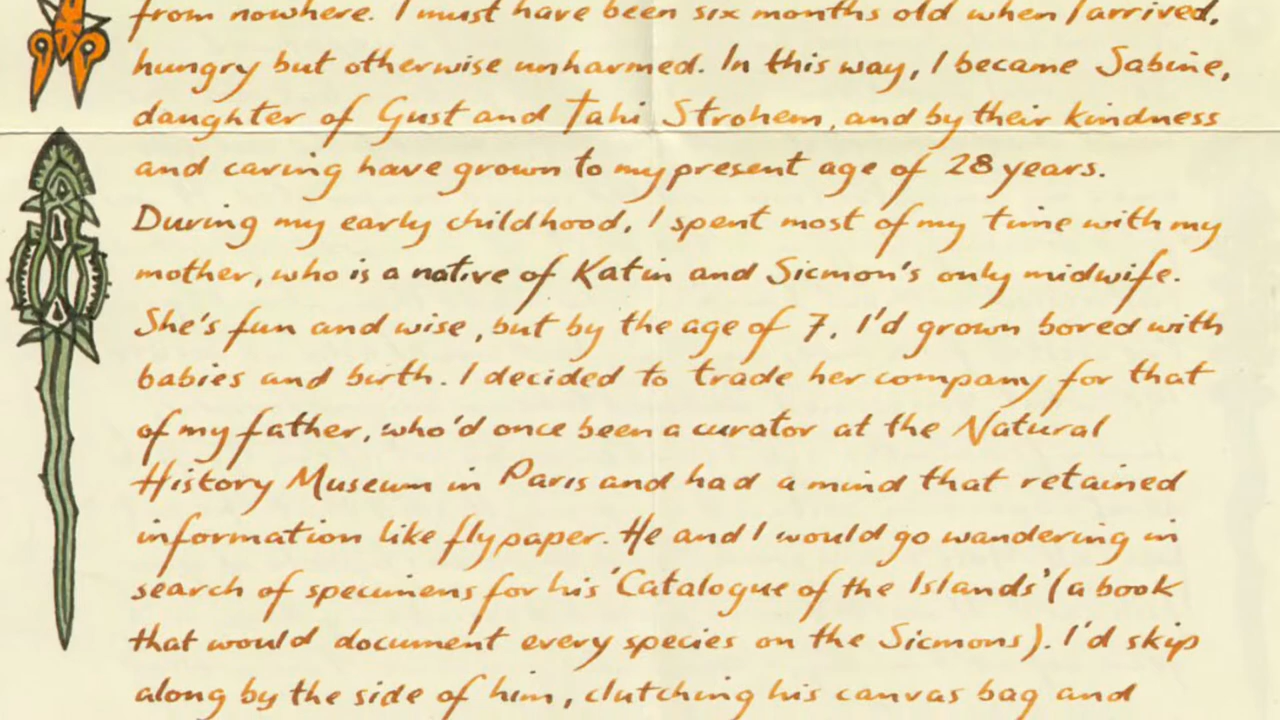 from nowhere. I must have been six months old when I arrived,
hungry but otherwise unharmed. In this way, I became Sabine,
daughter of Gust and Tahi Strohem, and by their kindness
and caring have grown to my present age of 28 years.
During my early childhood, I spent most of my time with my
mother, who is a native of Katin and Sicmon's only midwife.
She's fun and wise, but by the age of 7, I'd grown bored with
babies and birth. I decided to trade her company for that
of my father, who'd once been a curator at the Natural
History Museum in Paris and had a mind that retained
information like flypaper. He and I would go wandering in
search of specimens for his 'Catalogue of the Islands' (a book
that would document every species on the Sicmons). I'd skip
along by the side of him, clutching his canvas bag and